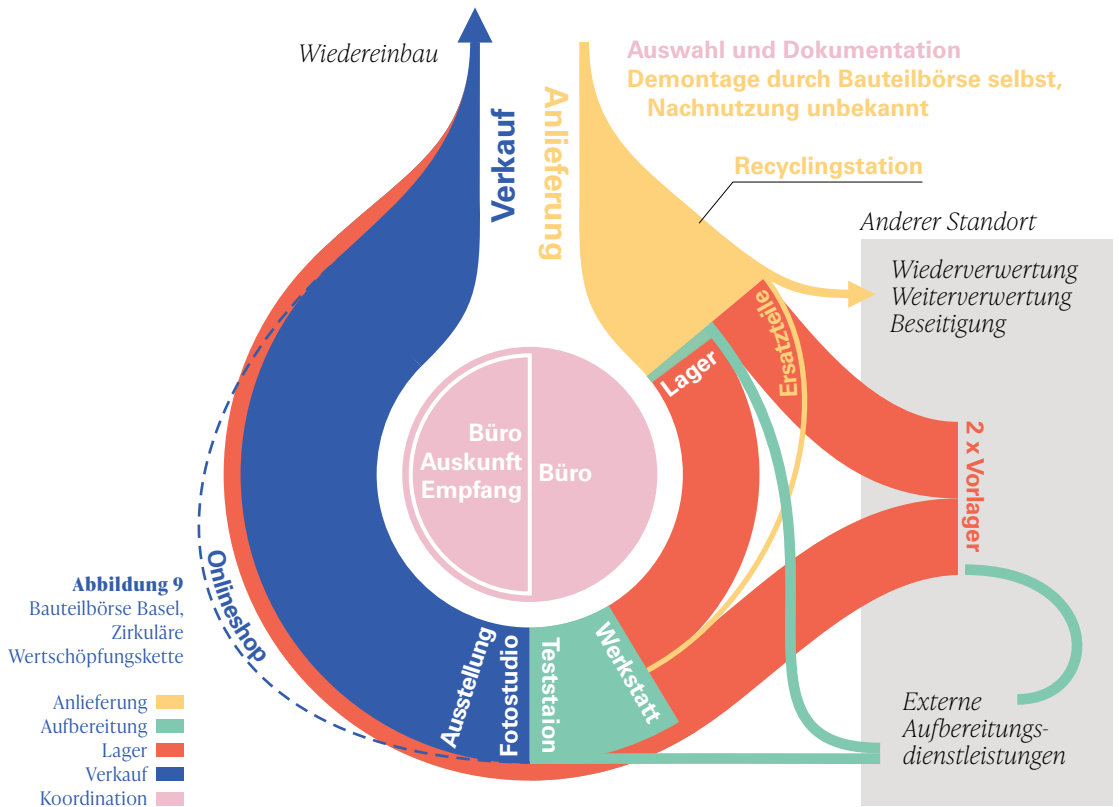 Wiedereinbau
Verkauf
Anlieferung
Auswahl und Dokumentation
Demontage durch Bauteilbörse selbst,
Nachnutzung unbekannt
Recyclingstation
Anderer Standort
Wiederverwertung
Weiterverwertung
Beseitigung
Ersatzteile
Lager
2 x Vorlager
Büro
Auskunft
Empfang
Büro
Onlineshop
Ausstellung
Fotostudio
Teststaion
Werkstatt
Externe
Aufbereitungs-
dienstleistungen
Abbildung 9
Bauteilbörse Basel,
Zirkuläre
Wertschöpfungskette
Anlieferung
Aufbereitung
Lager
Verkauf
Koordination